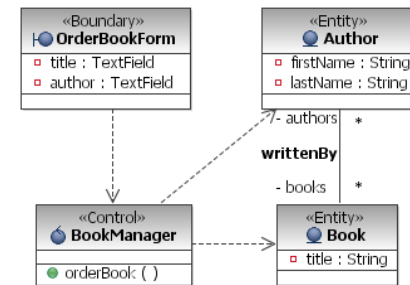 «Boundary»
OrderBookForm
title : TextField
author : TextField
«Entity»
Author
firstName : String
lastName : String
- authors *
writtenBy
- books *
«Control»
BookManager
orderBook ( )
«Entity»
Book
title : String